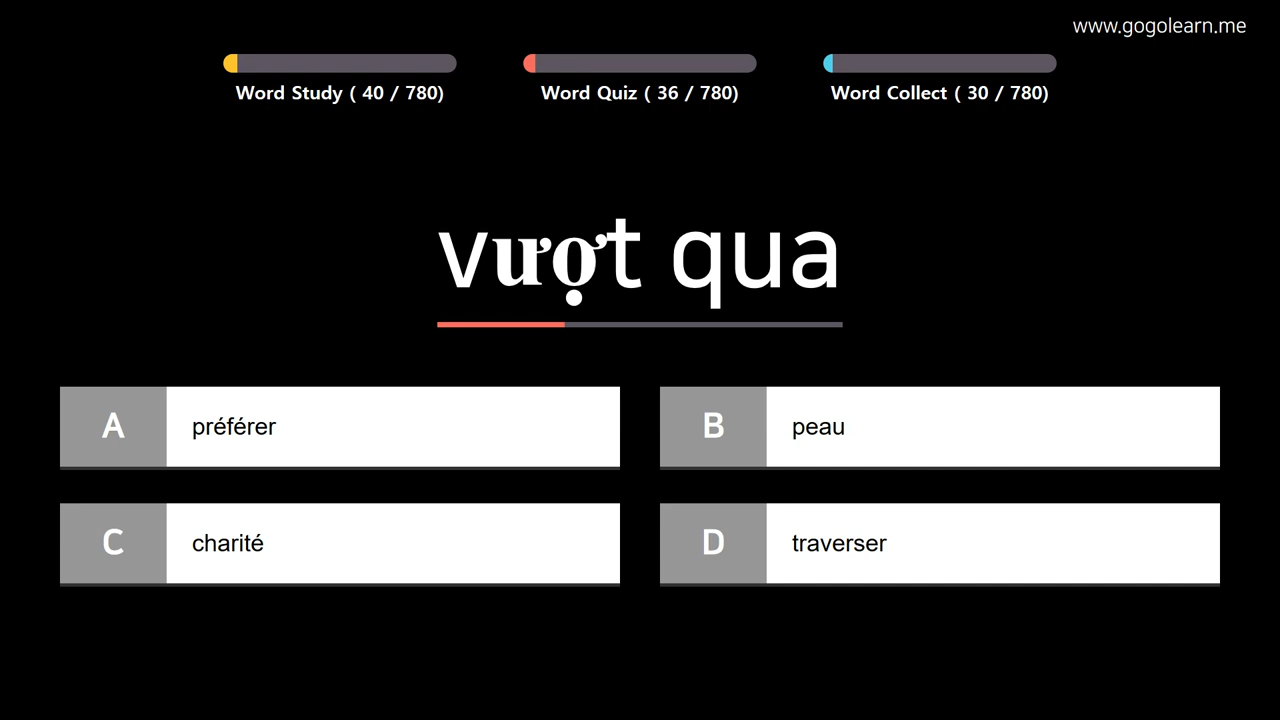 www.gogolearn.me
Word Study ( 40 / 780) Word Quiz ( 36 / 780) Word Collect ( 30 / 780)
vượt qua
A préférer
B peau
C charité
D traverser